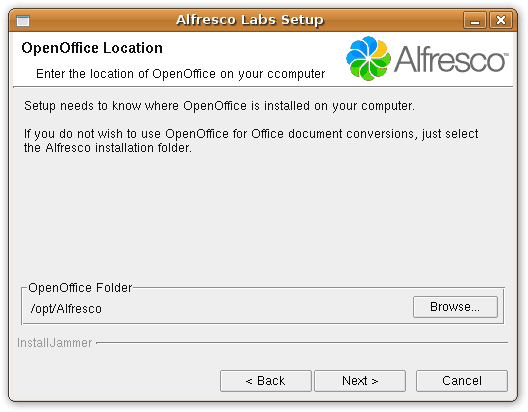 Alfresco Labs Setup
OpenOffice Location
Enter the location of OpenOffice on your ccomputer
Alfresco™
Setup needs to know where OpenOffice is installed on your computer.
If you do not wish to use OpenOffice for Office document conversions, just select
the Alfresco installation folder.
OpenOffice Folder
/opt/Alfresco
Browse...
InstallJammer
< Back
Next >
Cancel